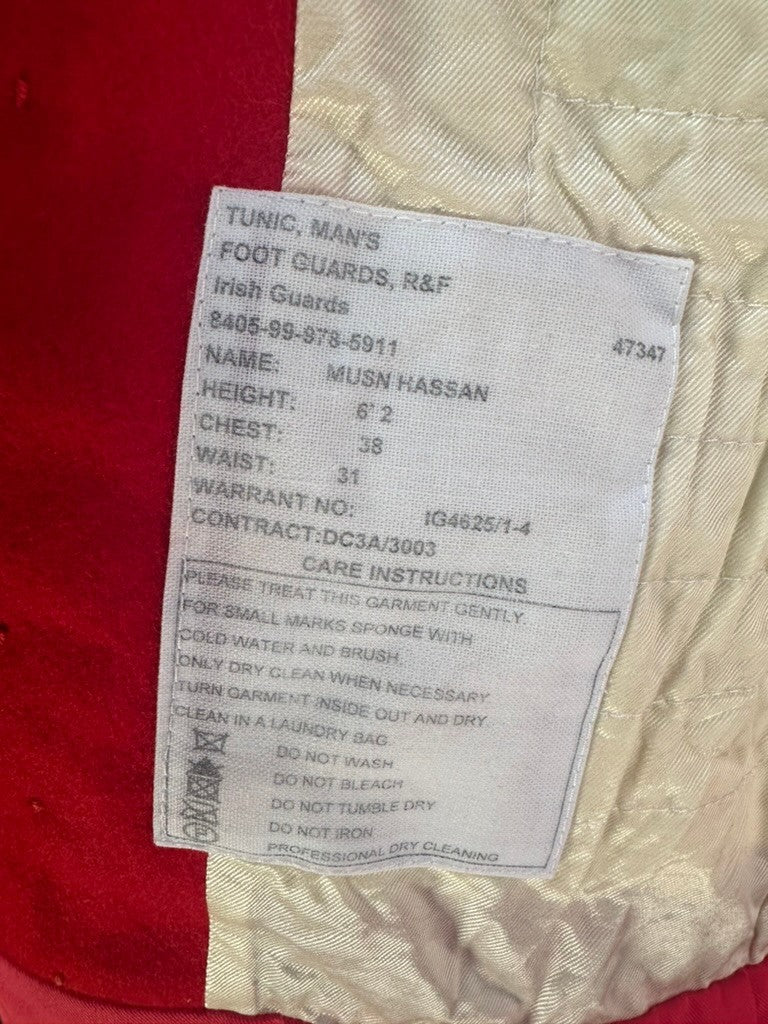 TUNIC, MAN'S
FOOT GUARDS, R&F
Irish Guards
8405-99-978-5911 47347
NAME: MUSN HASSAN
HEIGHT: 6' 2
CHEST: 38
WAIST: 31
WARRANT NO: IG4625/1-4
CONTRACT:DC3A/3003
CARE INSTRUCTIONS
PLEASE TREAT THIS GARMENT GENTLY
FOR SMALL MARKS SPONGE WITH
COLD WATER AND BRUSH.
ONLY DRY CLEAN WHEN NECESSARY
TURN GARMENT INSIDE OUT AND DRY
CLEAN IN A LAUNDRY BAG.
DO NOT WASH
DO NOT BLEACH
DO NOT TUMBLE DRY
DO NOT IRON
PROFESSIONAL DRY CLEANING